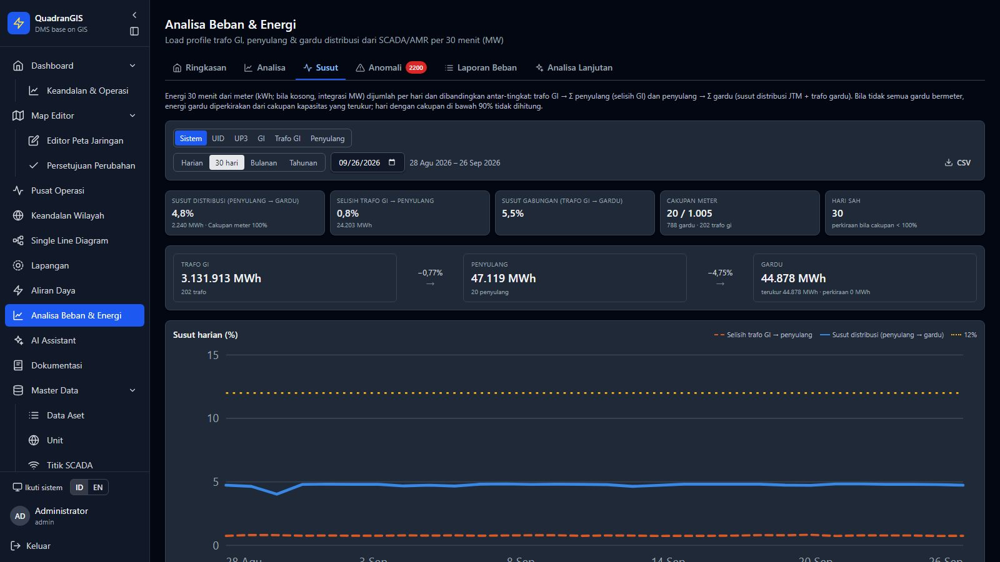 QuadranGIS
DMS base on GIS
Dashboard
Keandalan & Operasi
Map Editor
Editor Peta Jaringan
Persetujuan Perubahan
Pusat Operasi
Keandalan Wilayah
Single Line Diagram
Lapangan
Aliran Daya
Analisa Beban & Energi
AI Assistant
Dokumentasi
Master Data
Data Aset
Unit
Titik SCADA
Ikuti sistem ID EN
AD Administrator
admin
Keluar
Analisa Beban & Energi
Load profile trafo GI, penyulang & gardu distribusi dari SCADA/AMR per 30 menit (MW)
Ringkasan Analisa Susut Anomali 2200 Laporan Beban Analisa Lanjutan
Energi 30 menit dari meter (kWh; bila kosong, integrasi MW) dijumlah per hari dan dibandingkan antar-tingkat: trafo GI → Σ penyulang (selisih GI) dan penyulang → Σ gardu (susut distribusi JTM + trafo gardu). Bila tidak semua gardu bermeter,
energi gardu diperkirakan dari cakupan kapasitas yang terukur; hari dengan cakupan di bawah 90% tidak dihitung.
Sistem UID UP3 GI Trafo GI Penyulang
Harian 30 hari Bulanan Tahunan 09/26/2026 28 Agu 2026 – 26 Sep 2026 CSV
SUSUT DISTRIBUSI (PENYULANG → GARDU)
4,8%
2.240 MWh · Cakupan meter 100%
SELISIH TRAFO GI → PENYULANG
0,8%
24.203 MWh
SUSUT GABUNGAN (TRAFO GI → GARDU)
5,5%
CAKUPAN METER
20 / 1.005
788 gardu · 202 trafo gi
HARI SAH
30
perkiraan bila cakupan < 100%
TRAFO GI
3.131.913 MWh
202 trafo
−0,77%
→
PENYULANG
47.119 MWh
20 penyulang
−4,75%
→
GARDU
44.878 MWh
terukur 44.878 MWh · perkiraan 0 MWh
Susut harian (%)
Selisih trafo GI → penyulang Susut distribusi (penyulang → gardu) 12%
15
10
5
0
28 Agu 3 Sep 8 Sep 14 Sep 20 Sep 26 Sep